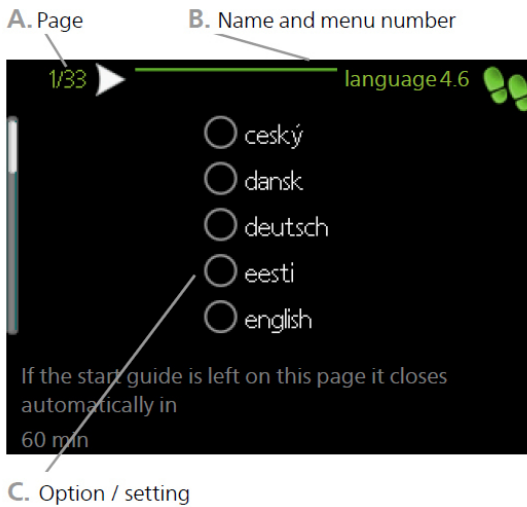 A. Page
B. Name and menu number
1/33
language 4.6
ceský
dansk
deutsch
eesti
english
If the start guide is left on this page it closes
automatically in
60 min
C. Option / setting